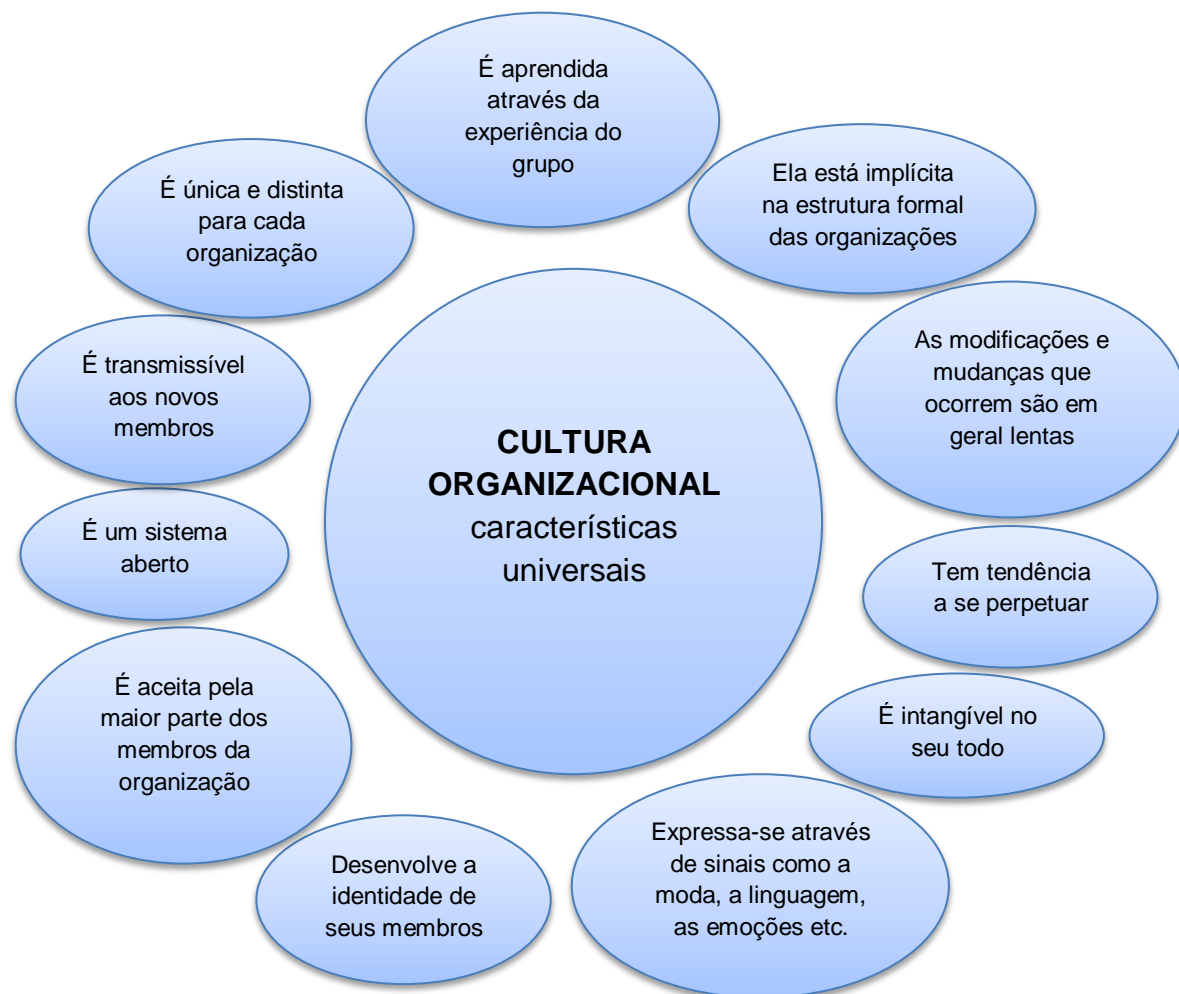 É aprendida
através da
experiência do
grupo
Ela está implícita
na estrutura formal
das organizações
As modificações e
mudanças que
ocorrem são em
geral lentas
Tem tendência
a se perpetuar
É intangível no
seu todo
Expressa-se através
de sinais como a
moda, a linguagem,
as emoções etc.
Desenvolve a
identidade de
seus membros
É aceita pela
maior parte dos
membros da
organização
É um sistema
aberto
É transmissível
aos novos
membros
É única e distinta
para cada
organização
CULTURA
ORGANIZACIONAL
característícas
universais